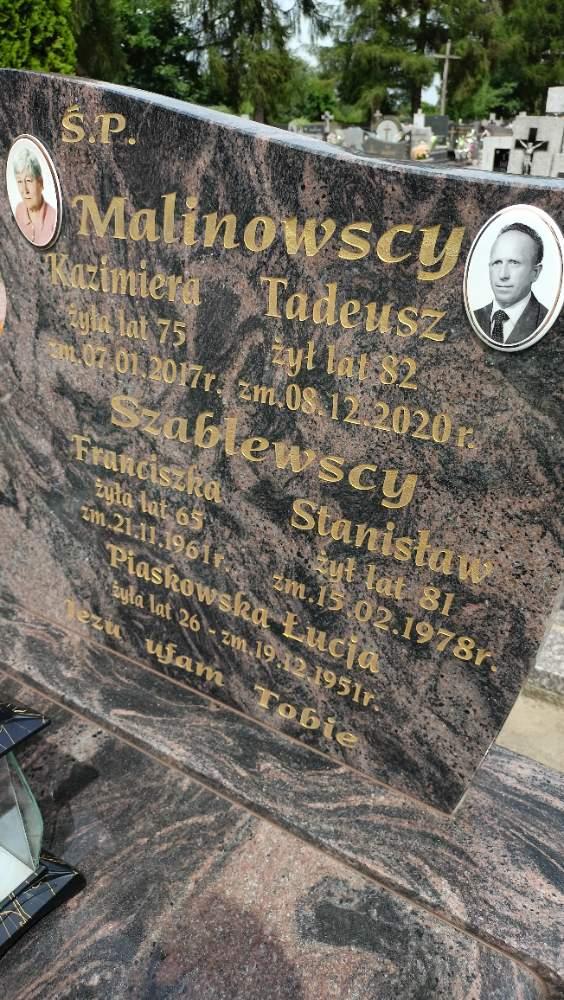 Ś.P.
Malinowscy
Kazimiera
żyła lat 75
zm.07.01.2017r.
Tadeusz
żył lat 82
zm.08.12.2020r.
Szablewscy
Franciszka
żyła lat 65
zm.21.11.1961r.
Stanisław
żył lat 81
zm.15.02.1978r.
Piaskowska Łucja
żyła lat 26 - zm.19.12.1951r.
Jezu ufam Tobie